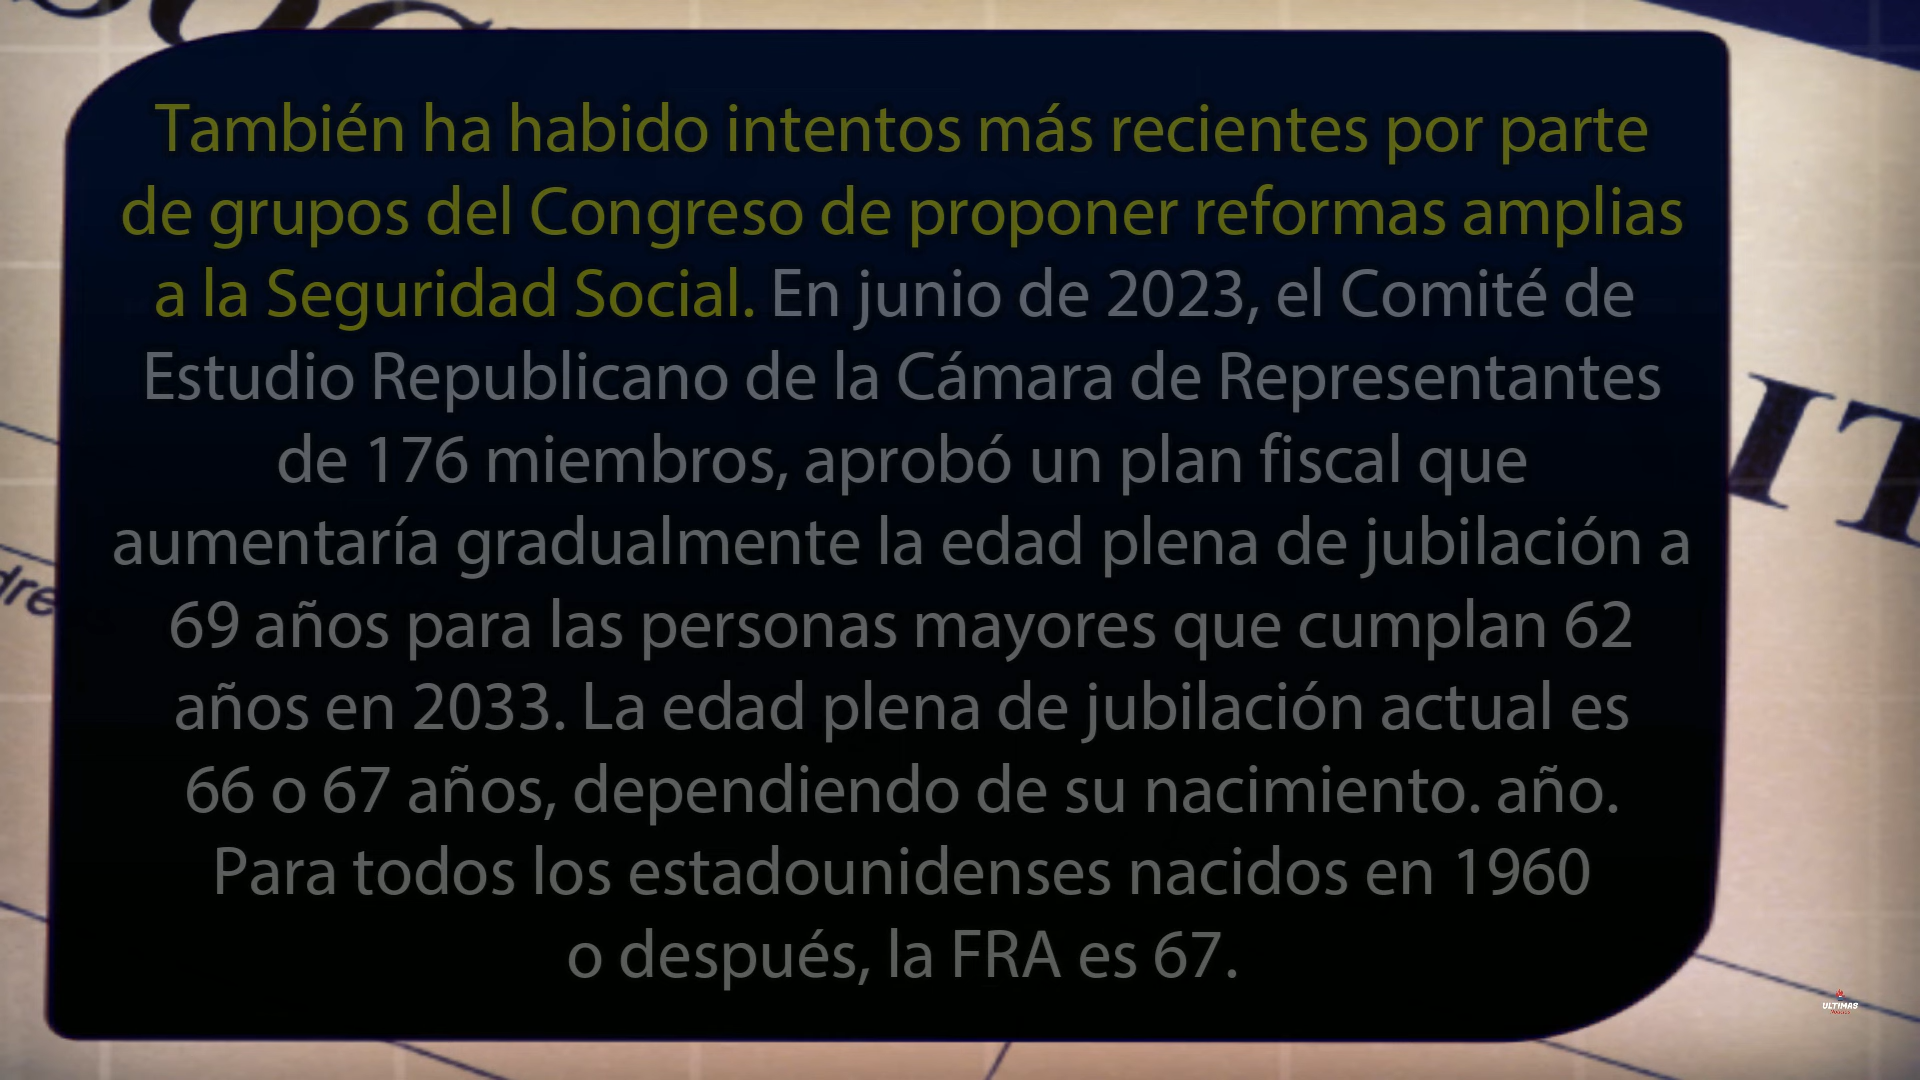 También ha habido intentos más recientes por parte
de grupos del Congreso de proponer reformas amplias
a la Seguridad Social. En junio de 2023, el Comité de
Estudio Republicano de la Cámara de Representantes
de 176 miembros, aprobó un plan fiscal que
aumentaría gradualmente la edad plena de jubilación a
69 años para las personas mayores que cumplan 62
años en 2033. La edad plena de jubilación actual es
66 o 67 años, dependiendo de su nacimiento. año.
Para todos los estadounidenses nacidos en 1960
o después, la FRA es 67.
IT
dre
ULTIMAS